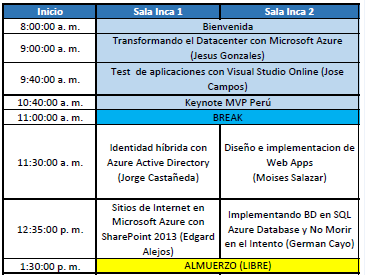 Inicio Sala Inca 1 Sala Inca 2
8:00:00 a. m. Bienvenida
9:00:00 a. m. Transformando el Datacenter con Microsoft Azure
(Jesus Gonzales)
9:40:00 a. m. Test de aplicaciones con Visual Studio Online (Jose
Campos)
10:40:00 a. m. Keynote MVP Perú
11:00:00 a. m. BREAK
11:30:00 a. m.
Identidad híbrida con
Azure Active Directory
(Jorge Castañeda)
Diseño e implementacion de
Web Apps
(Moises Salazar)
12:35:00 p. m.
Sitios de Internet en
Microsoft Azure con
SharePoint 2013 (Edgard
Alejos)
Implementando BD en SQL
Azure Database y No Morir
en el Intento (German Cayo)
1:30:00 p. m. ALMUERZO (LIBRE)